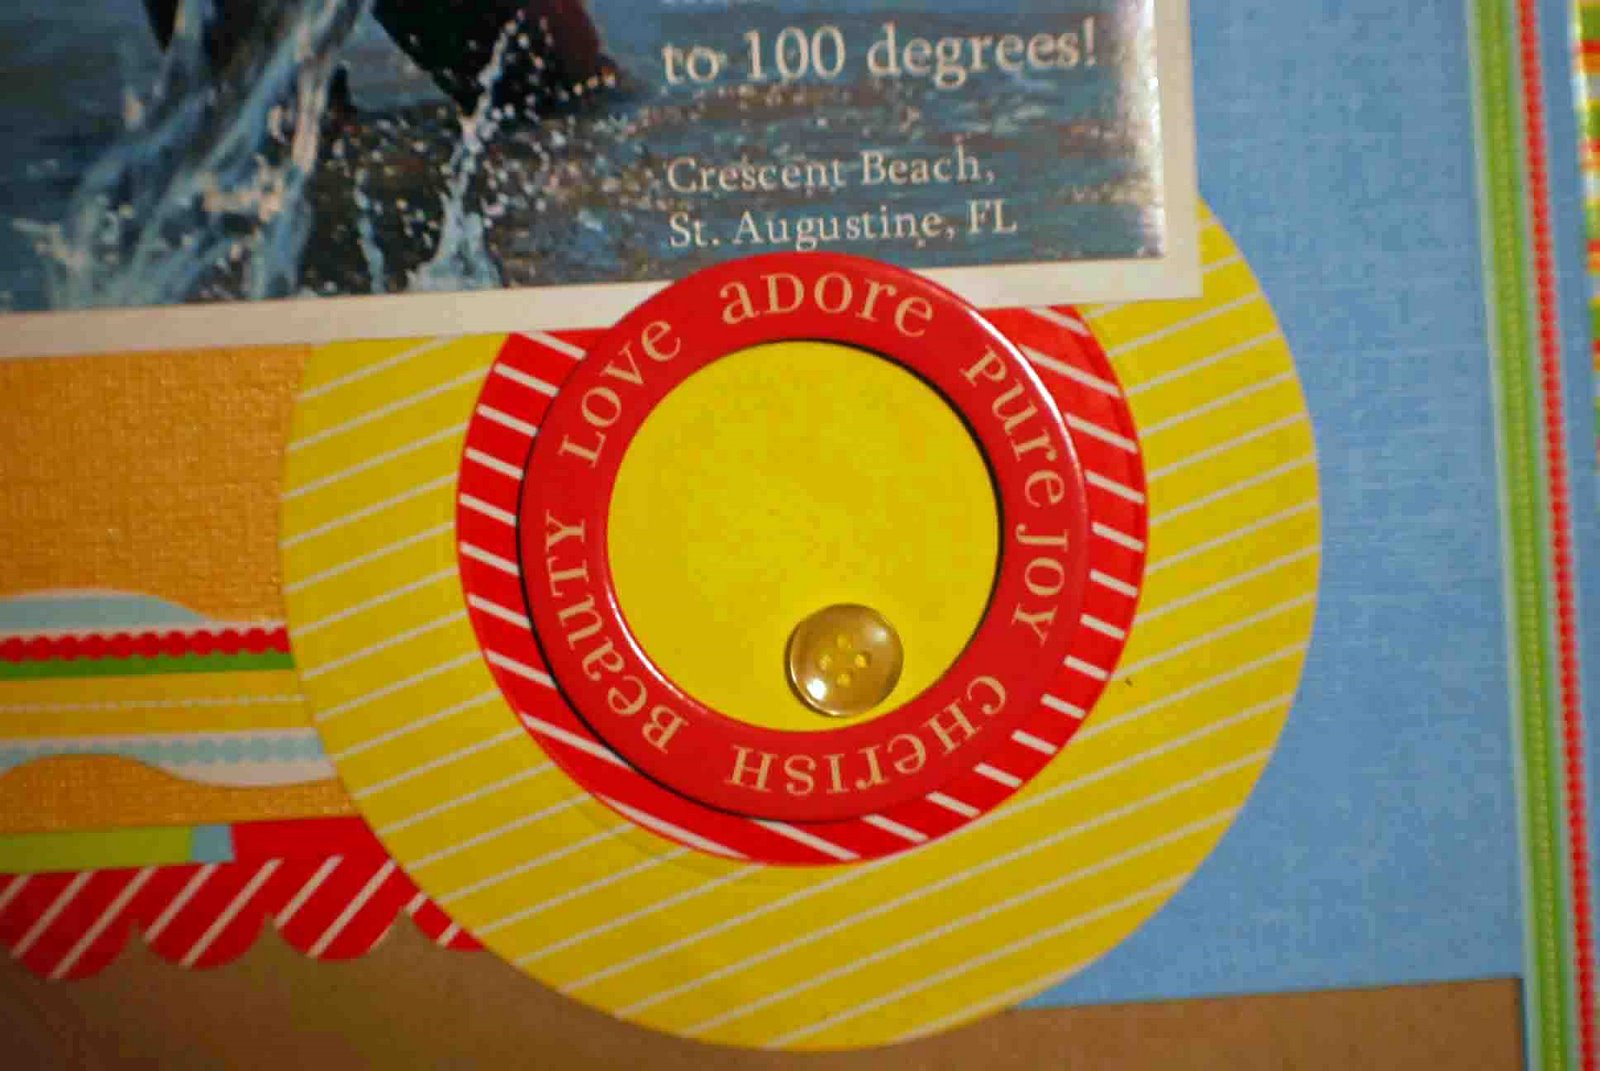 to 100 degrees!
Crescent Beach,
St. Augustine, FL
LOVE aDOre Pure JOY CHerISH BeauTY